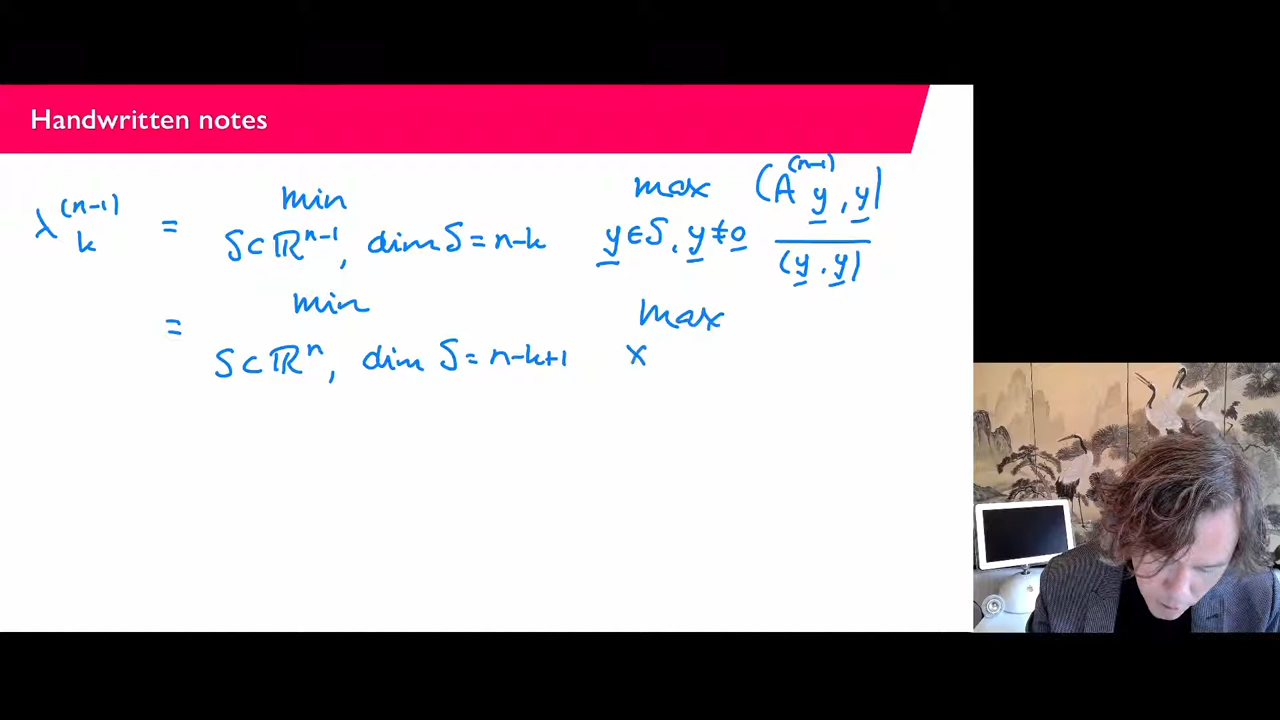 Handwritten notes
λ_k^{(n-1)} = min_{S⊂ℝ^{n-1}, dim S=n-k} max_{y∈S, y≠0} (A^{(n-1)} y, y) / (y, y)
= min_{S⊂ℝ^n, dim S=n-k+1} max_x